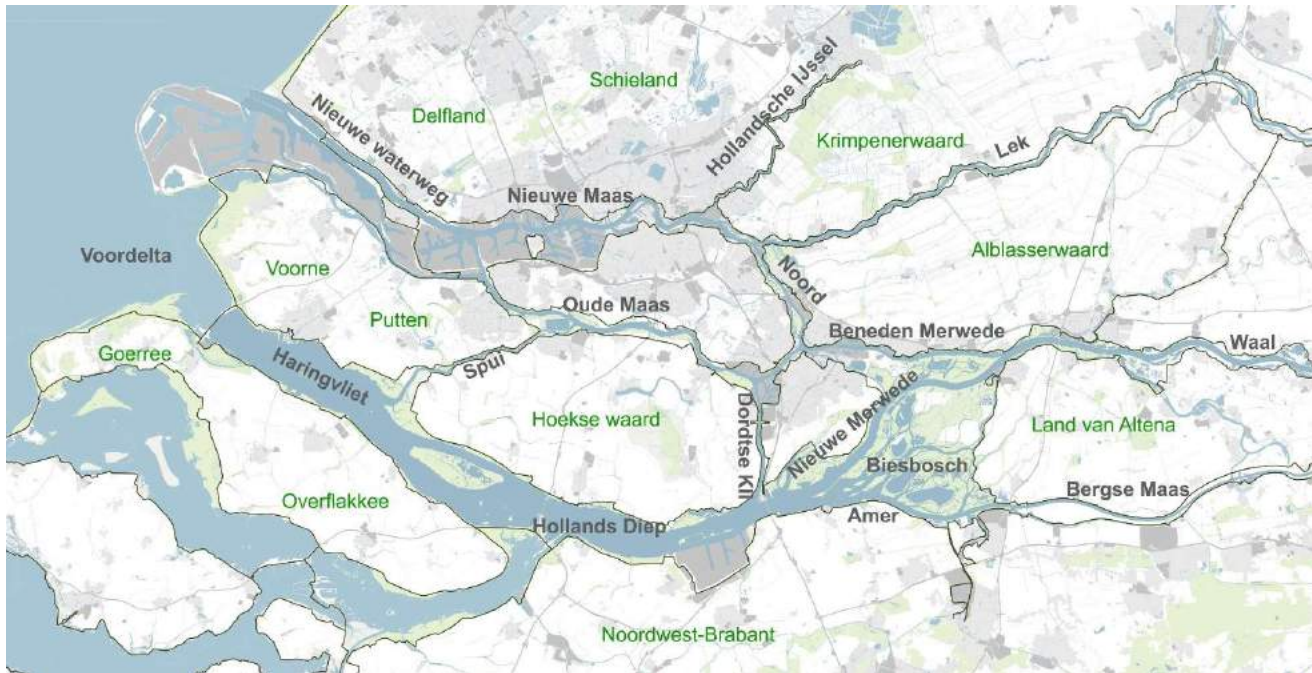 Schieland
Delfland
Hollandsche IJssel
Krimpenerwaard
Lek
Nieuwe waterweg
Nieuwe Maas
Voordelta
Voorne
Alblasserwaard
Noord
Oude Maas
Putten
Beneden Merwede
Waal
Goerree
Haringvliet
Spui
Hoekse waard
Dordtse Kil
Nieuwe Merwede
Land van Altena
Biesbosch
Bergse Maas
Overflakkee
Amer
Hollands Diep
Noordwest-Brabant